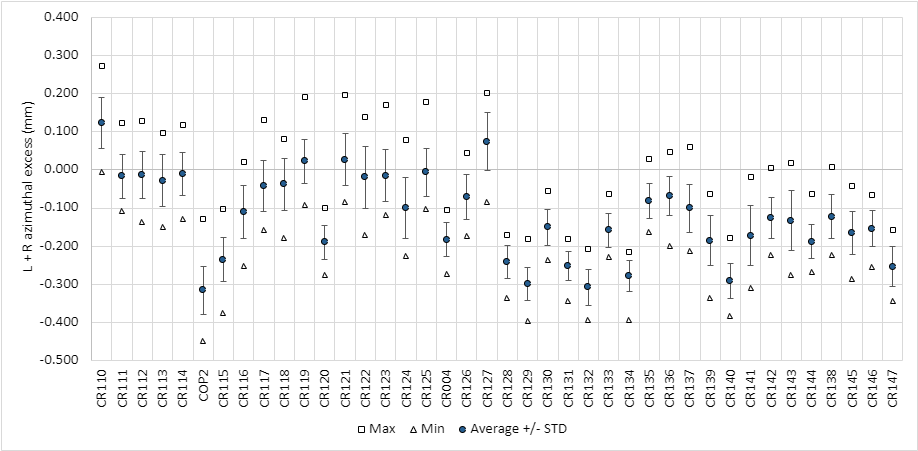 0.400
0.300
0.200
0.100
0.000
-0.100
-0.200
-0.300
-0.400
-0.500
L + R azimuthal excess (mm)
CR110
CR111
CR112
CR113
CR114
COP2
CR115
CR116
CR117
CR118
CR119
CR120
CR121
CR122
CR123
CR124
CR125
CR004
CR126
CR127
CR128
CR129
CR130
CR131
CR132
CR133
CR134
CR135
CR136
CR137
CR139
CR140
CR141
CR142
CR143
CR144
CR138
CR145
CR146
CR147
Max Min Average +/- STD